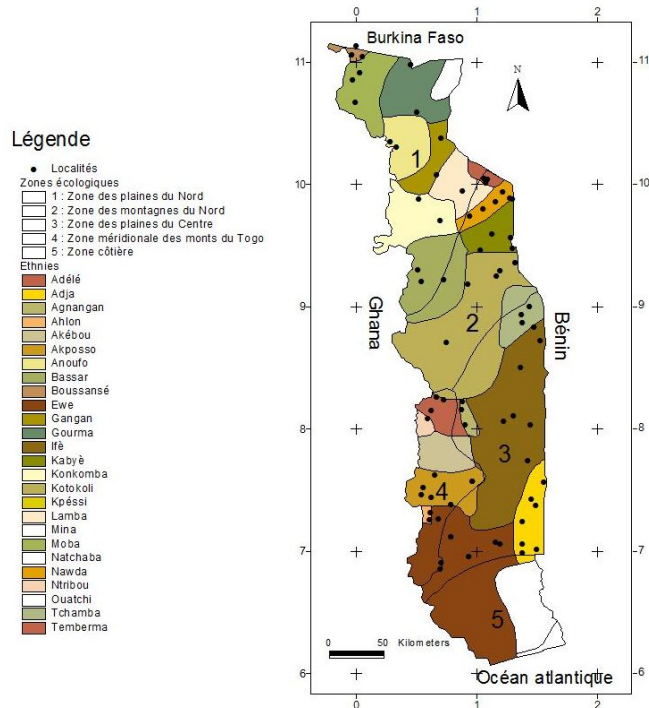 0
1
2
Burkina Faso
11
11
N
Légende
Localités
Zones écologiques
1 : Zone des plaines du Nord
2 : Zone des montagnes du Nord
3 : Zone des plaines du Centre
4 : Zone méridionale des monts du Togo
5 : Zone côtière
Ethnies
Adélé
Adja
Agnangan
Ahlon
Akébou
Akposso
Anoufo
Bassar
Boussansé
Ewe
Gangan
Gourma
Ifè
Kabyè
Konkomba
Kotokoli
Kpéssi
Lamba
Mina
Moba
Natchaba
Nawda
Ntribou
Ouatchi
Tchamba
Temberma
1
10
10
Ghana
Bénin
9
9
2
8
8
3
4
7
7
5
0 50 Kilometers
6
6
Océan atlantique
0
1
2